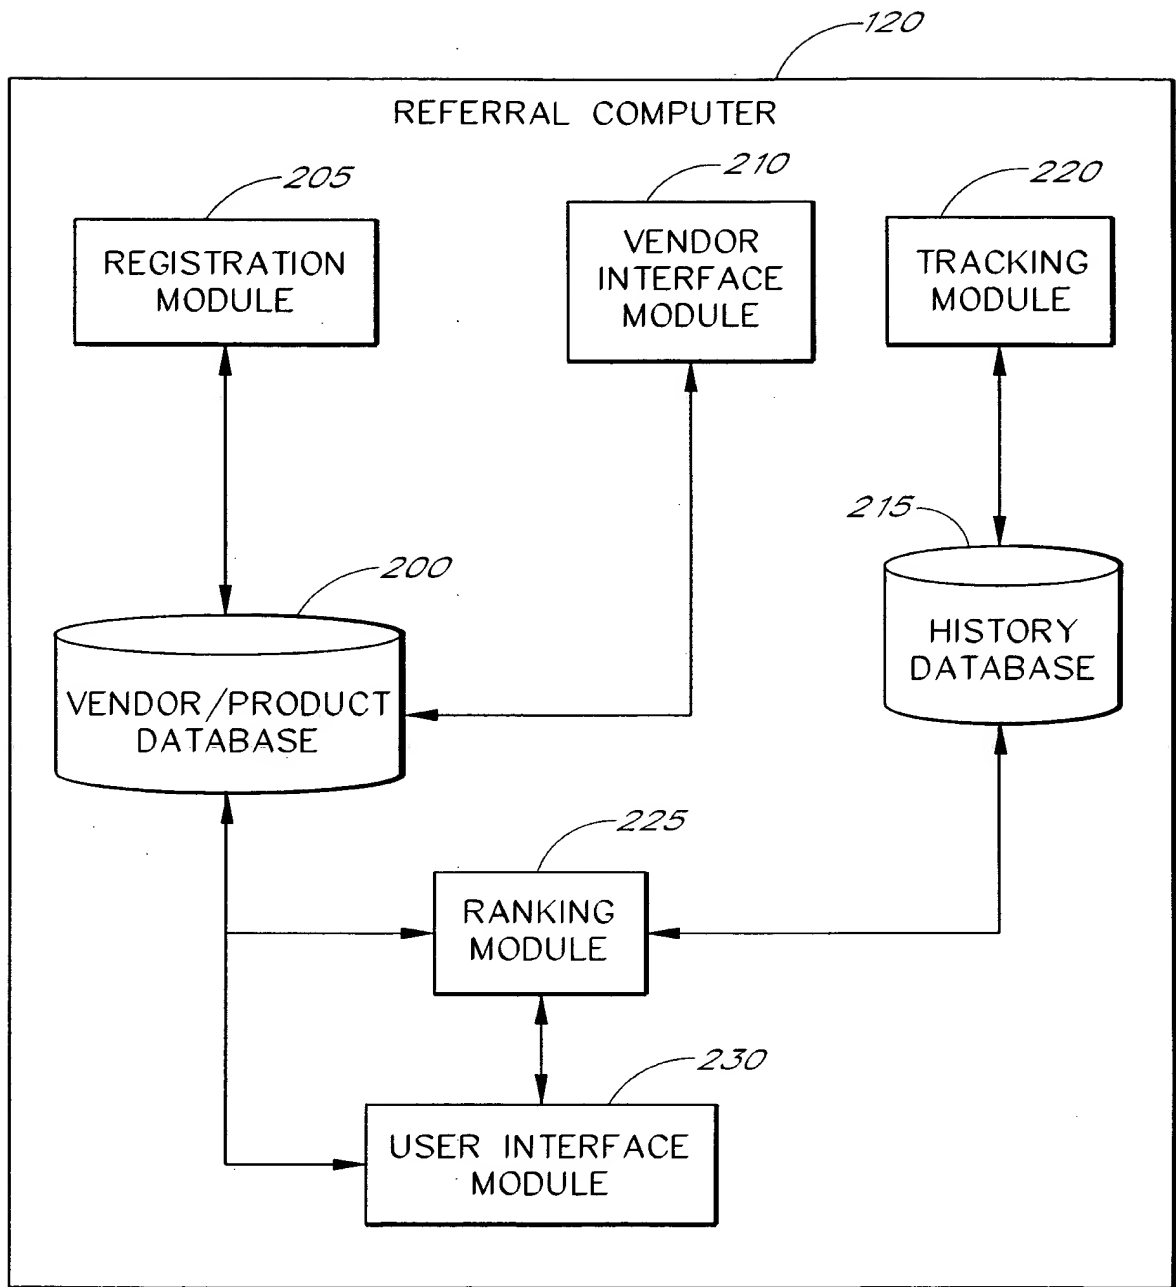 120
REFERRAL COMPUTER
205
REGISTRATION
MODULE
210
VENDOR
INTERFACE
MODULE
220
TRACKING
MODULE
200
VENDOR/PRODUCT
DATABASE
215
HISTORY
DATABASE
225
RANKING
MODULE
230
USER INTERFACE
MODULE